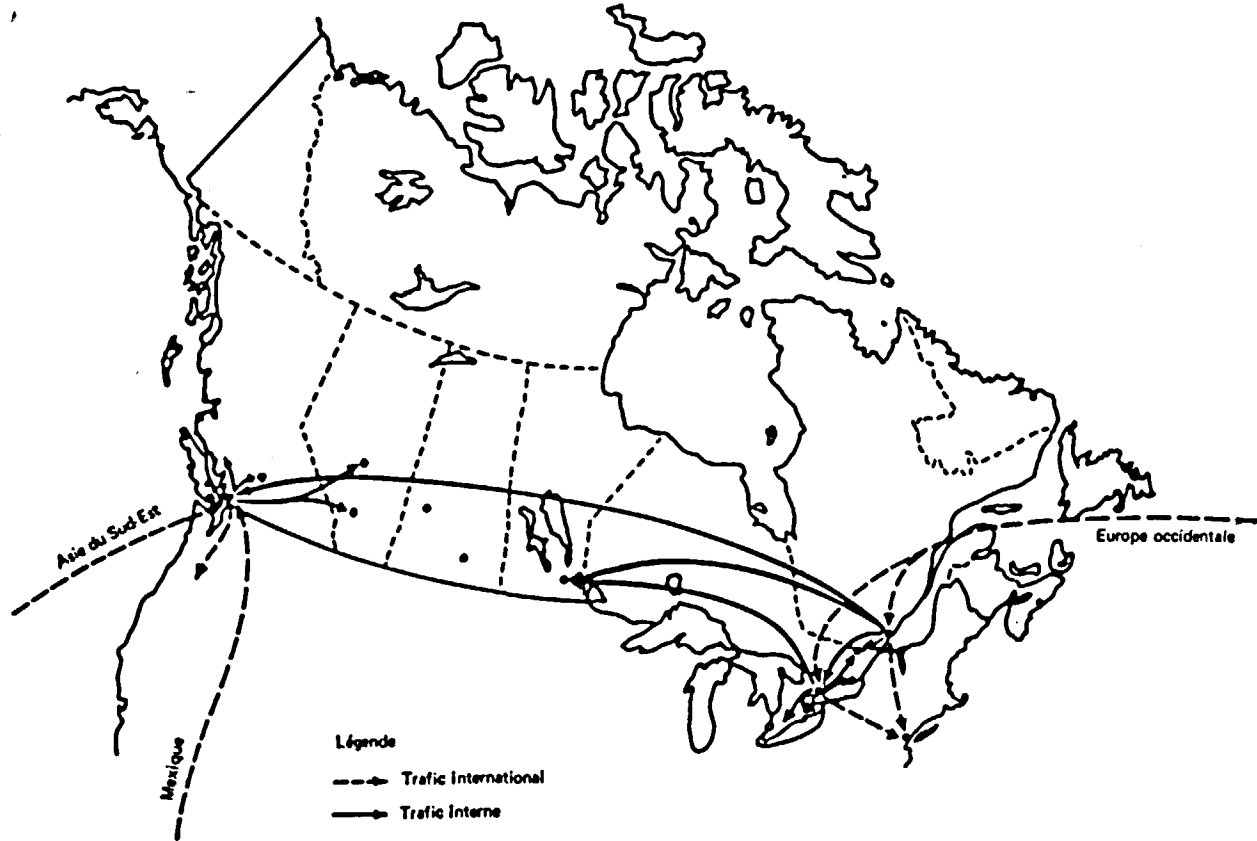 Asie du Sud-Est
Europe occidentale
Mexique
Légende
Trafic International
Trafic Interne